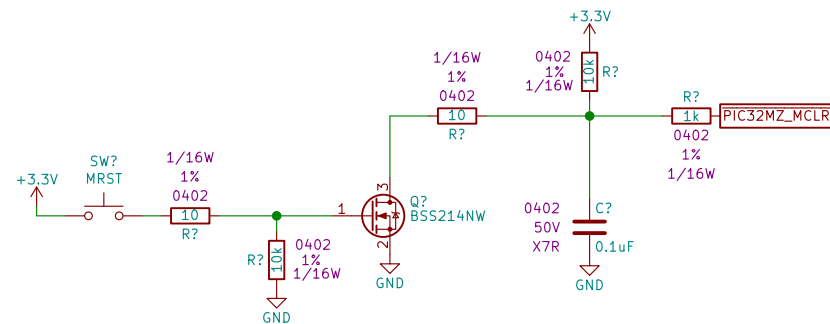 +3.3V
1/16W
1%
0402
10
R?
0402
1%
1/16W
10k
R?
R?
1k
PIC32MZ_MCLR
0402
1%
1/16W
+3.3V
SW?
MRST
1/16W
1%
0402
10
R?
1
3
2
Q?
BSS214NW
GND
R?
10k
0402
1%
1/16W
GND
0402
50V
X7R
C?
0.1uF
GND